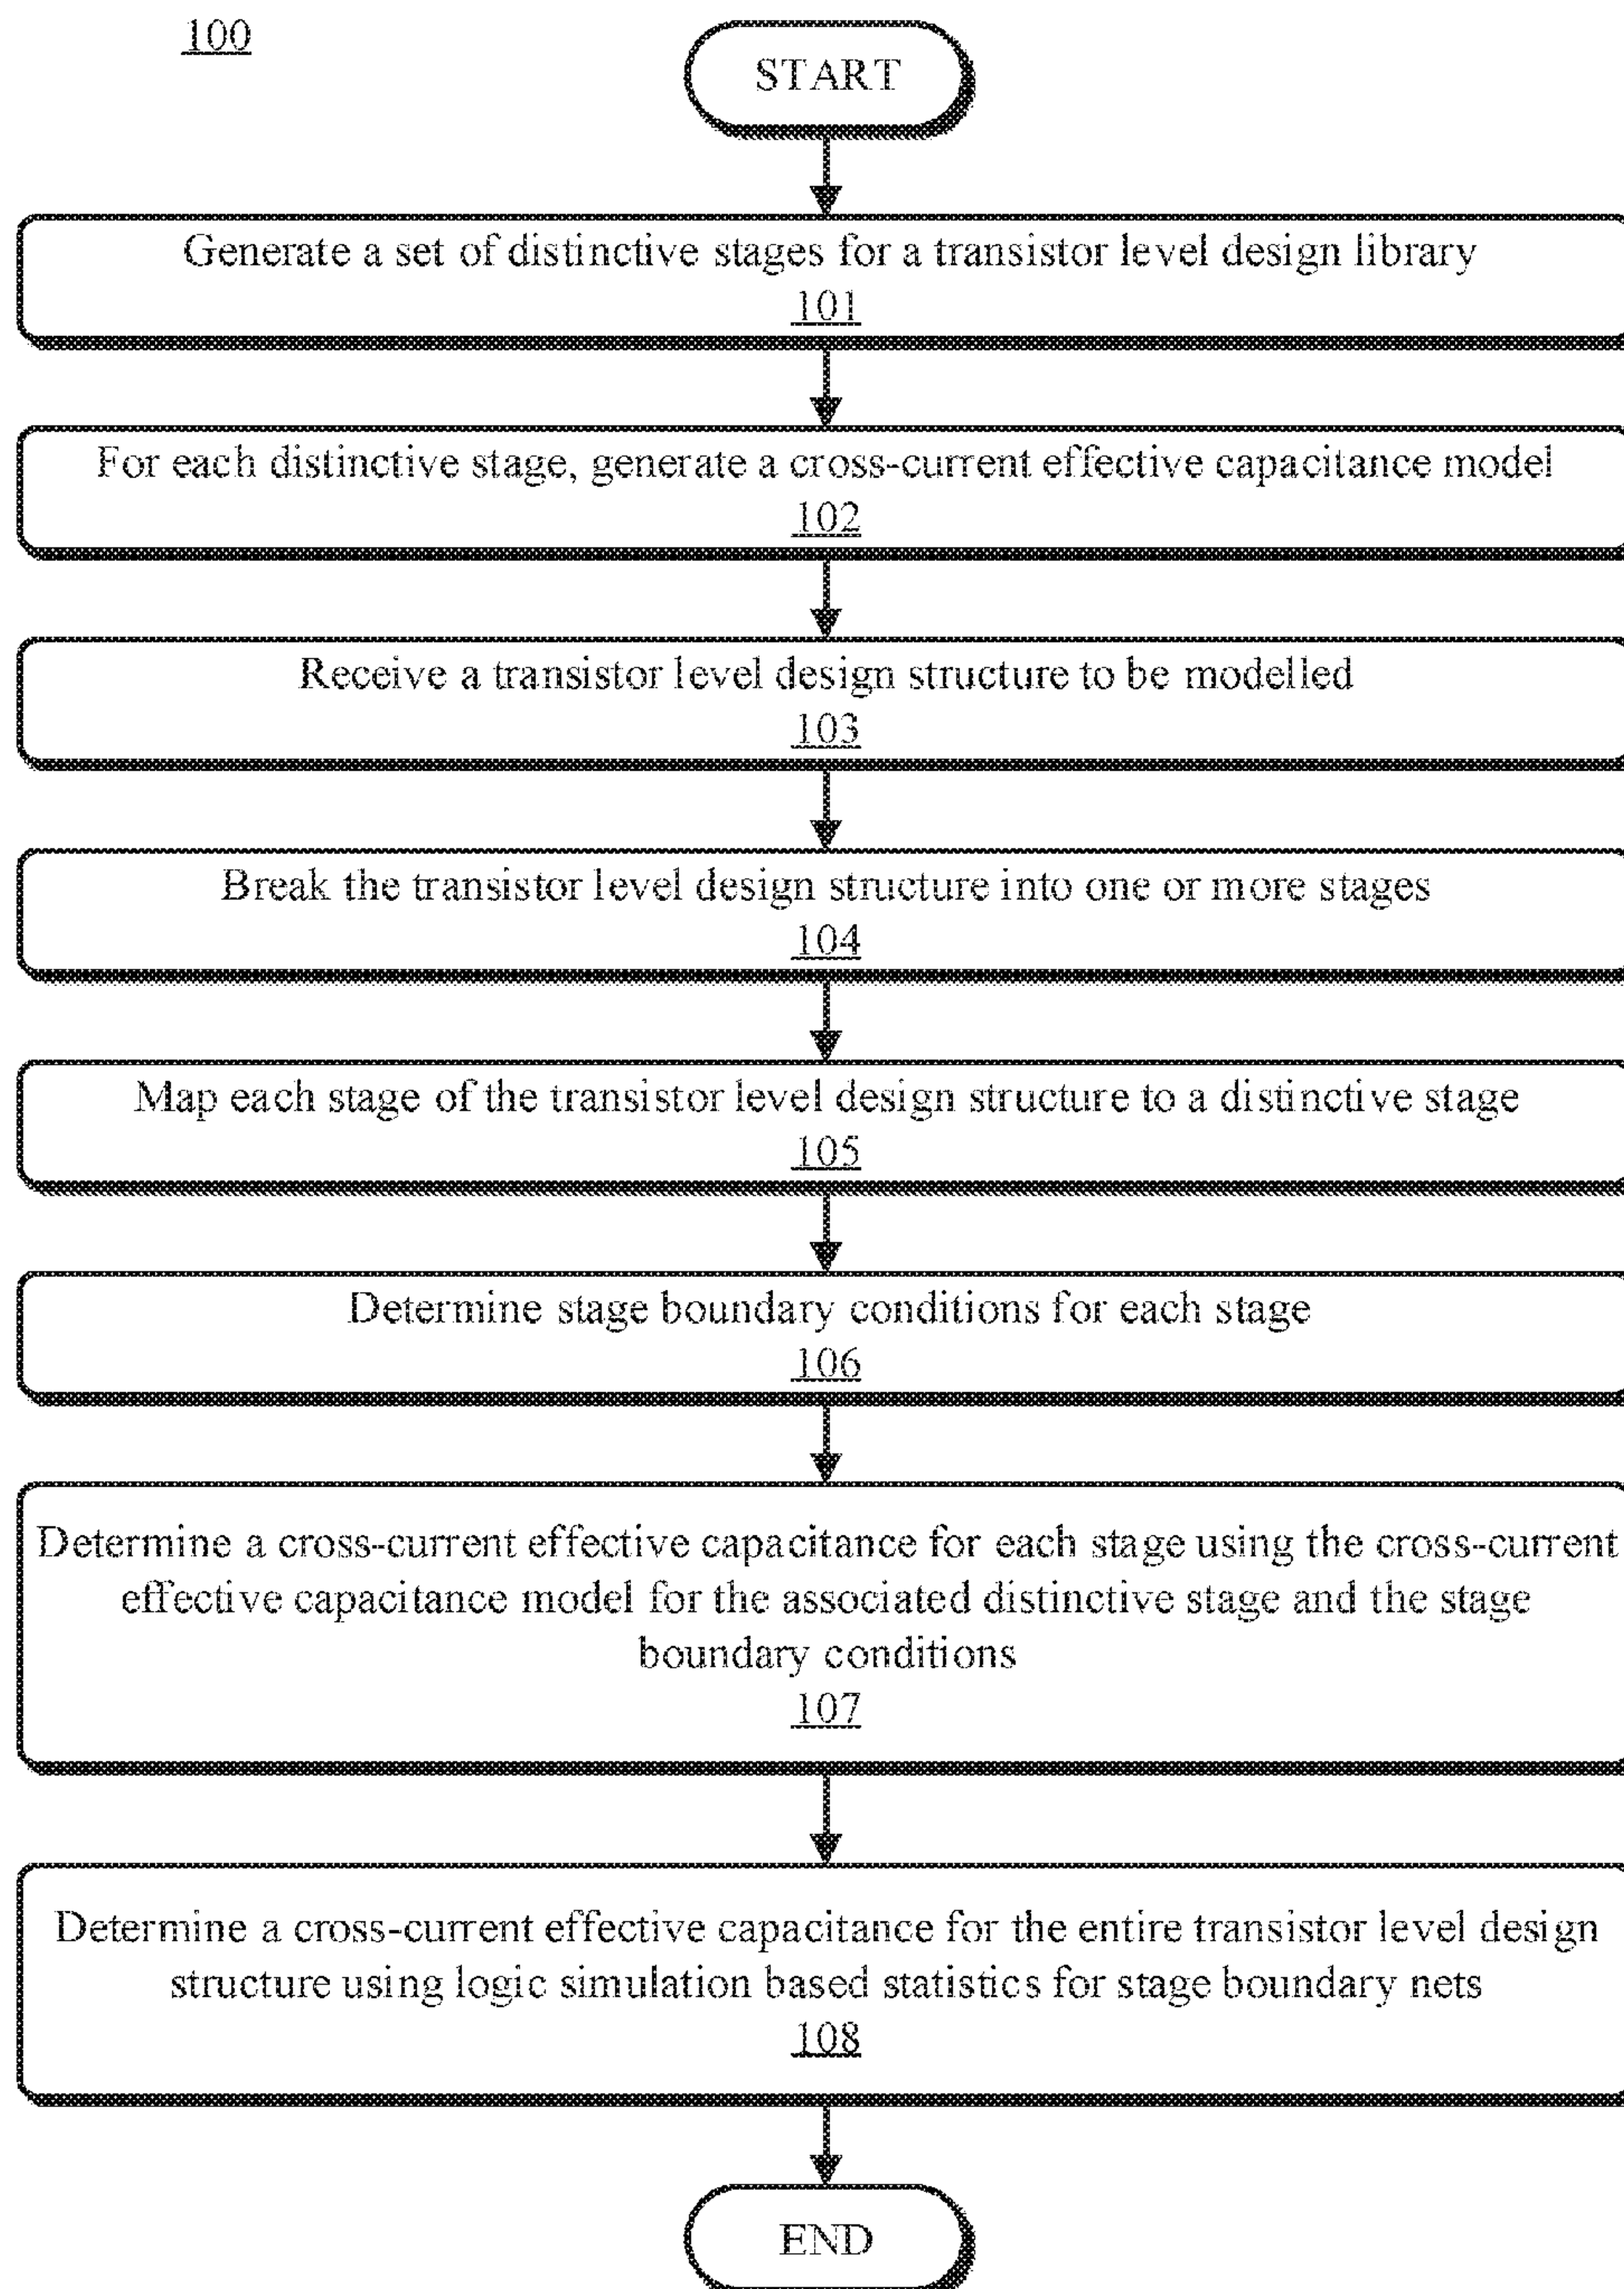 100
START
Generate a set of distinctive stages for a transistor level design library
101
For each distinctive stage, generate a cross-current effective capacitance model
102
Receive a transistor level design structure to be modelled
103
Break the transistor level design structure into one or more stages
104
Map each stage of the transistor level design structure to a distinctive stage
105
Determine stage boundary conditions for each stage
106
Determine a cross-current effective capacitance for each stage using the cross-current
effective capacitance model for the associated distinctive stage and the stage
boundary conditions
107
Determine a cross-current effective capacitance for the entire transistor level design
structure using logic simulation based statistics for stage boundary nets
108
END